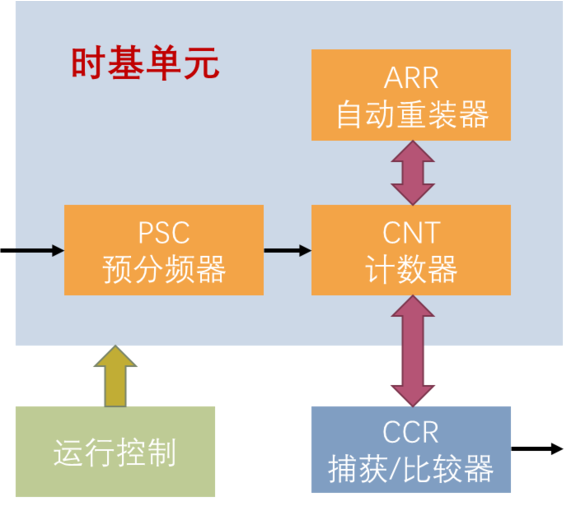 时基单元
ARR
自动重装器
PSC
预分频器
CNT
计数器
运行控制
CCR
捕获/比较器